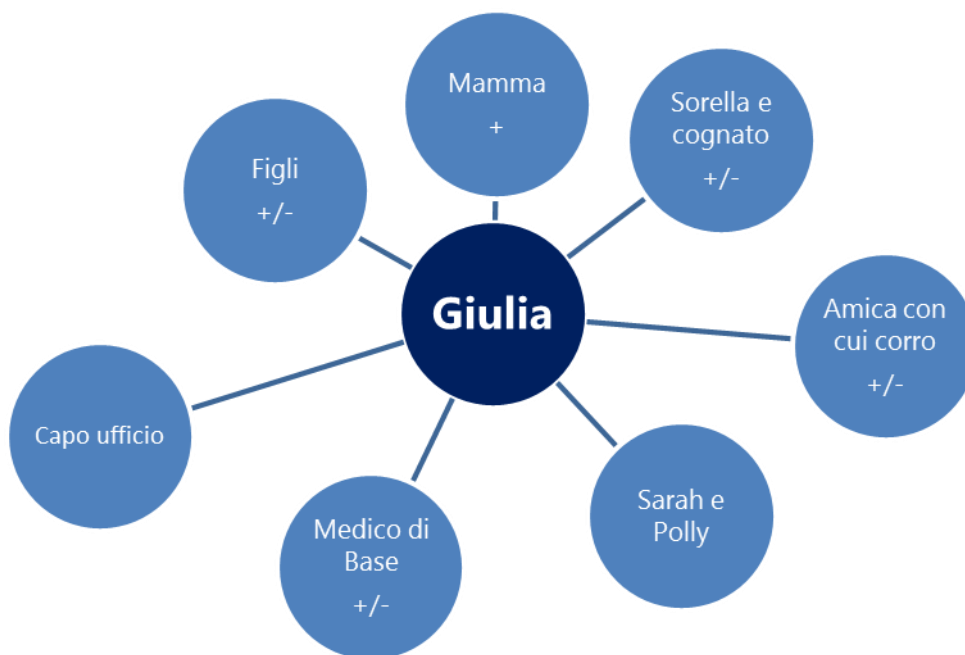 Mamma
+
Sorella e
cognato
+/-
Figli
+/-
Giulia
Amica con
cui corro
+/-
Capo ufficio
Sarah e
Polly
Medico di
Base
+/-